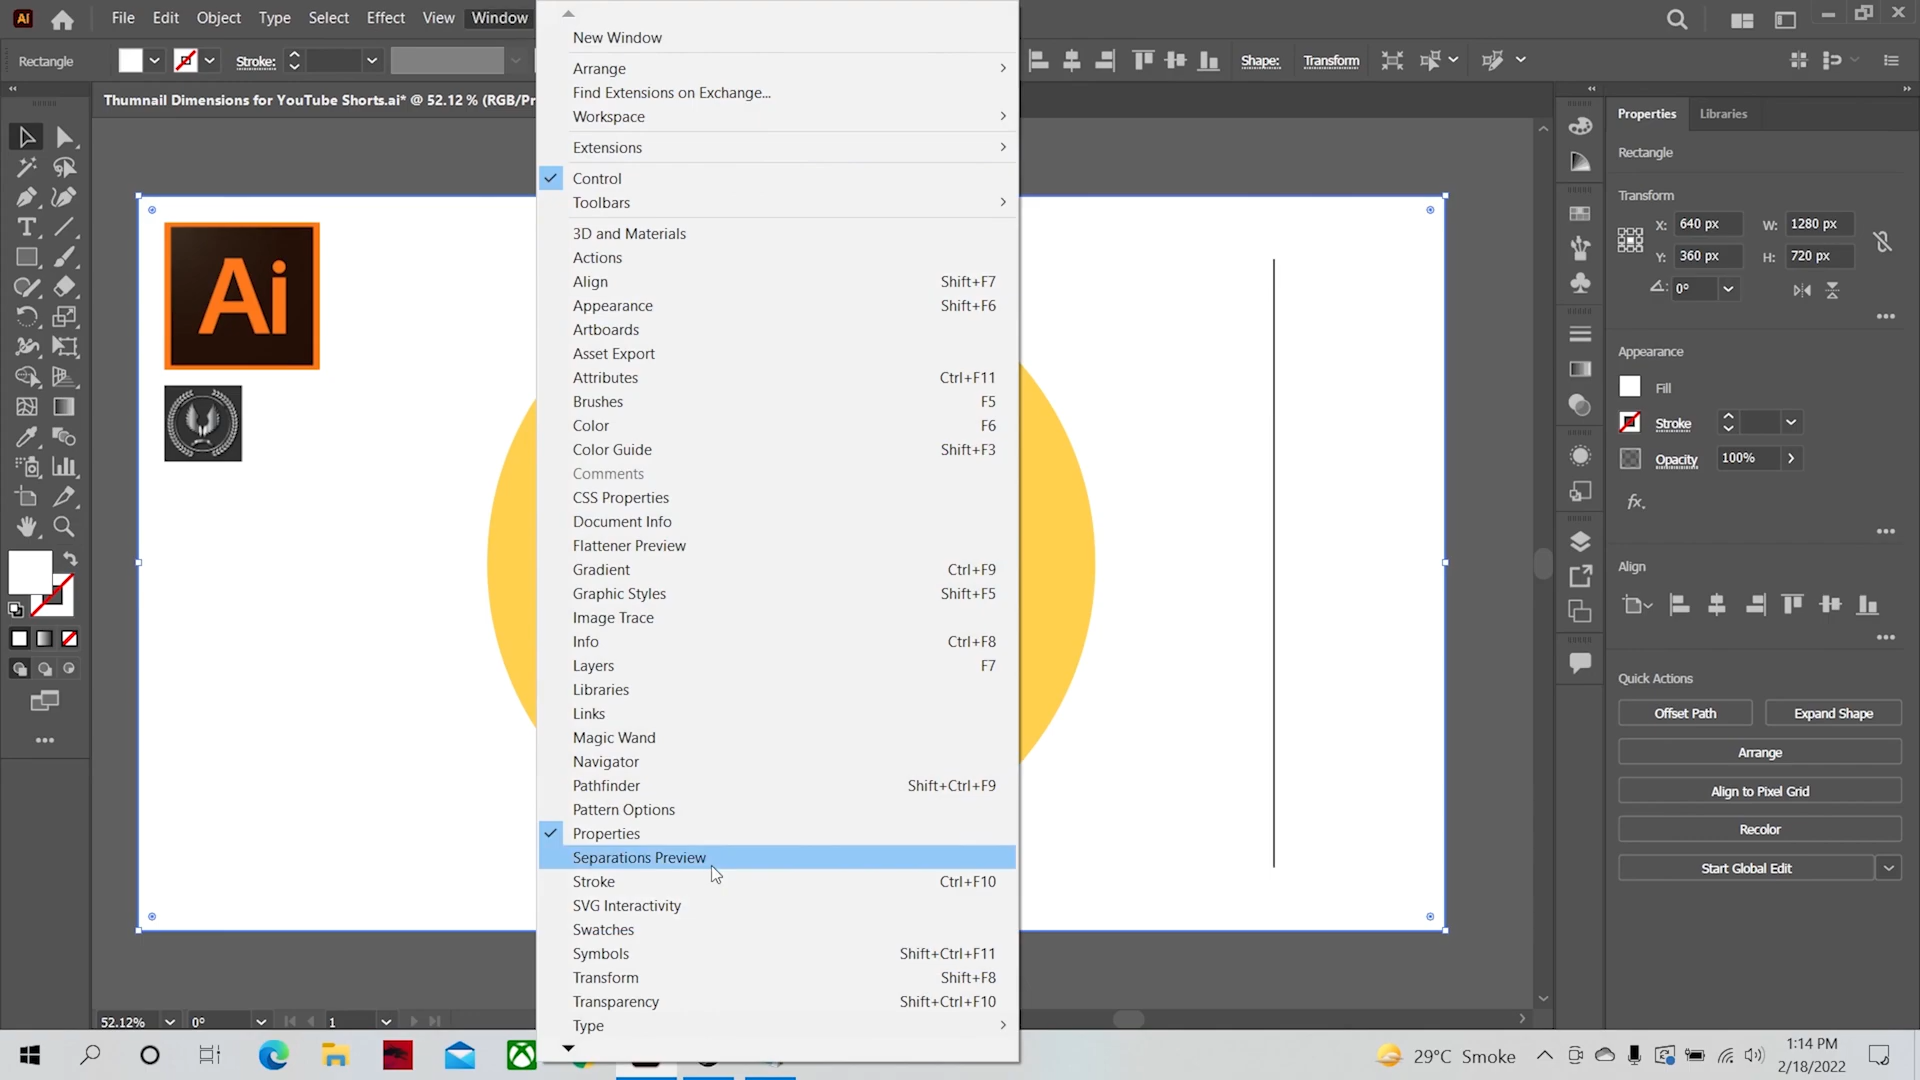 Ai File Edit Object Type Select Effect View Window
Rectangle Stroke: Shape: Transform
Thumnail Dimensions for YouTube Shorts.ai* @ 52.12 % (RGB/Pr
New Window
Arrange
Find Extensions on Exchange...
Workspace
Extensions
Control
Toolbars
3D and Materials
Actions
Align Shift+F7
Appearance Shift+F6
Artboards
Asset Export
Attributes Ctrl+F11
Brushes F5
Color F6
Color Guide Shift+F3
Comments
CSS Properties
Document Info
Flattener Preview
Gradient Ctrl+F9
Graphic Styles Shift+F5
Image Trace
Info Ctrl+F8
Layers F7
Libraries
Links
Magic Wand
Navigator
Pathfinder Shift+Ctrl+F9
Pattern Options
Properties
Separations Preview
Stroke Ctrl+F10
SVG Interactivity
Swatches
Symbols Shift+Ctrl+F11
Transform Shift+F8
Transparency Shift+Ctrl+F10
Type
Ai
Properties Libraries
Rectangle
Transform
X: 640 px W: 1280 px
Y: 360 px H: 720 px
0°
Appearance
Fill
Stroke
Opacity 100%
fx.
Align
Quick Actions
Offset Path Expand Shape
Arrange
Align to Pixel Grid
Recolor
Start Global Edit
52.12% 0° 1
29°C Smoke
1:14 PM
2/18/2022